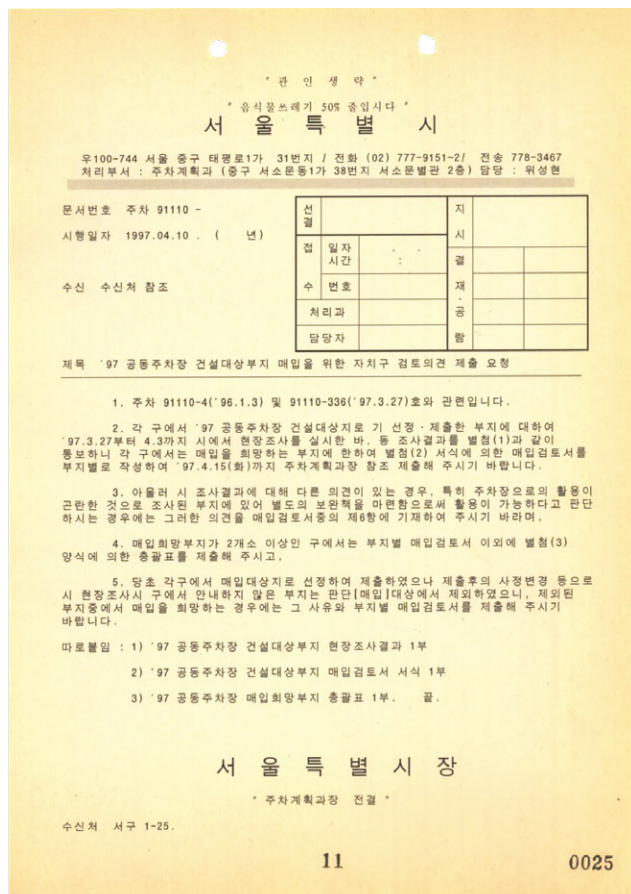 " 관 인 생 략 "
" 음식물쓰레기 50% 줄입시다 "
서 울 특 별 시
우100-744 서울 중구 태평로1가 31번지 / 전화 (02) 777-9151~2/ 전송 778-3467
처리부서 : 주차계획과 (중구 서소문동1가 38번지 서소문별관 2층) 담당 : 위성현
문서번호 주차 91110 -
시행일자 1997.04.10 . ( 년)
수신 수신처 참조
선결
지시
접수
일자
시간
. .
:
결재·공람
번호
처리과
담당자
제목 '97 공동주차장 건설대상부지 매입을 위한 자치구 검토의견 제출 요청
1. 주차 91110-4('96.1.3) 및 91110-336('97.3.27)호와 관련입니다.
2. 각 구에서 '97 공동주차장 건설대상지로 기 선정·제출한 부지에 대하여
'97.3.27부터 4.3까지 시에서 현장조사를 실시한 바, 동 조사결과를 별첨(1)과 같이
통보하니 각 구에서는 매입을 희망하는 부지에 한하여 별첨(2) 서식에 의한 매입검토서를
부지별로 작성하여 '97.4.15(화)까지 주차계획과장 참조 제출해 주시기 바랍니다.
3. 아울러 시 조사결과에 대해 다른 의견이 있는 경우, 특히 주차장으로의 활용이
곤란한 것으로 조사된 부지에 있어 별도의 보완책을 마련함으로써 활용이 가능하다고 판단
하시는 경우에는 그러한 의견을 매입검토서중의 제6항에 기재하여 주시기 바라며,
4. 매입희망부지가 2개소 이상인 구에서는 부지별 매입검토서 이외에 별첨(3)
양식에 의한 총괄표를 제출해 주시고,
5. 당초 각구에서 매입대상지로 선정하여 제출하였으나 제출후의 사정변경 등으로
시 현장조사시 구에서 안내하지 않은 부지는 판단[매입]대상에서 제외하였으니, 제외된
부지중에서 매입을 희망하는 경우에는 그 사유와 부지별 매입검토서를 제출해 주시기
바랍니다.
따로붙임 : 1) '97 공동주차장 건설대상부지 현장조사결과 1부
2) '97 공동주차장 건설대상부지 매입검토서 서식 1부
3) '97 공동주차장 매입희망부지 총괄표 1부. 끝.
서 울 특 별 시 장
" 주차계획과장 전결 "
수신처 서구 1-25.
11
0025